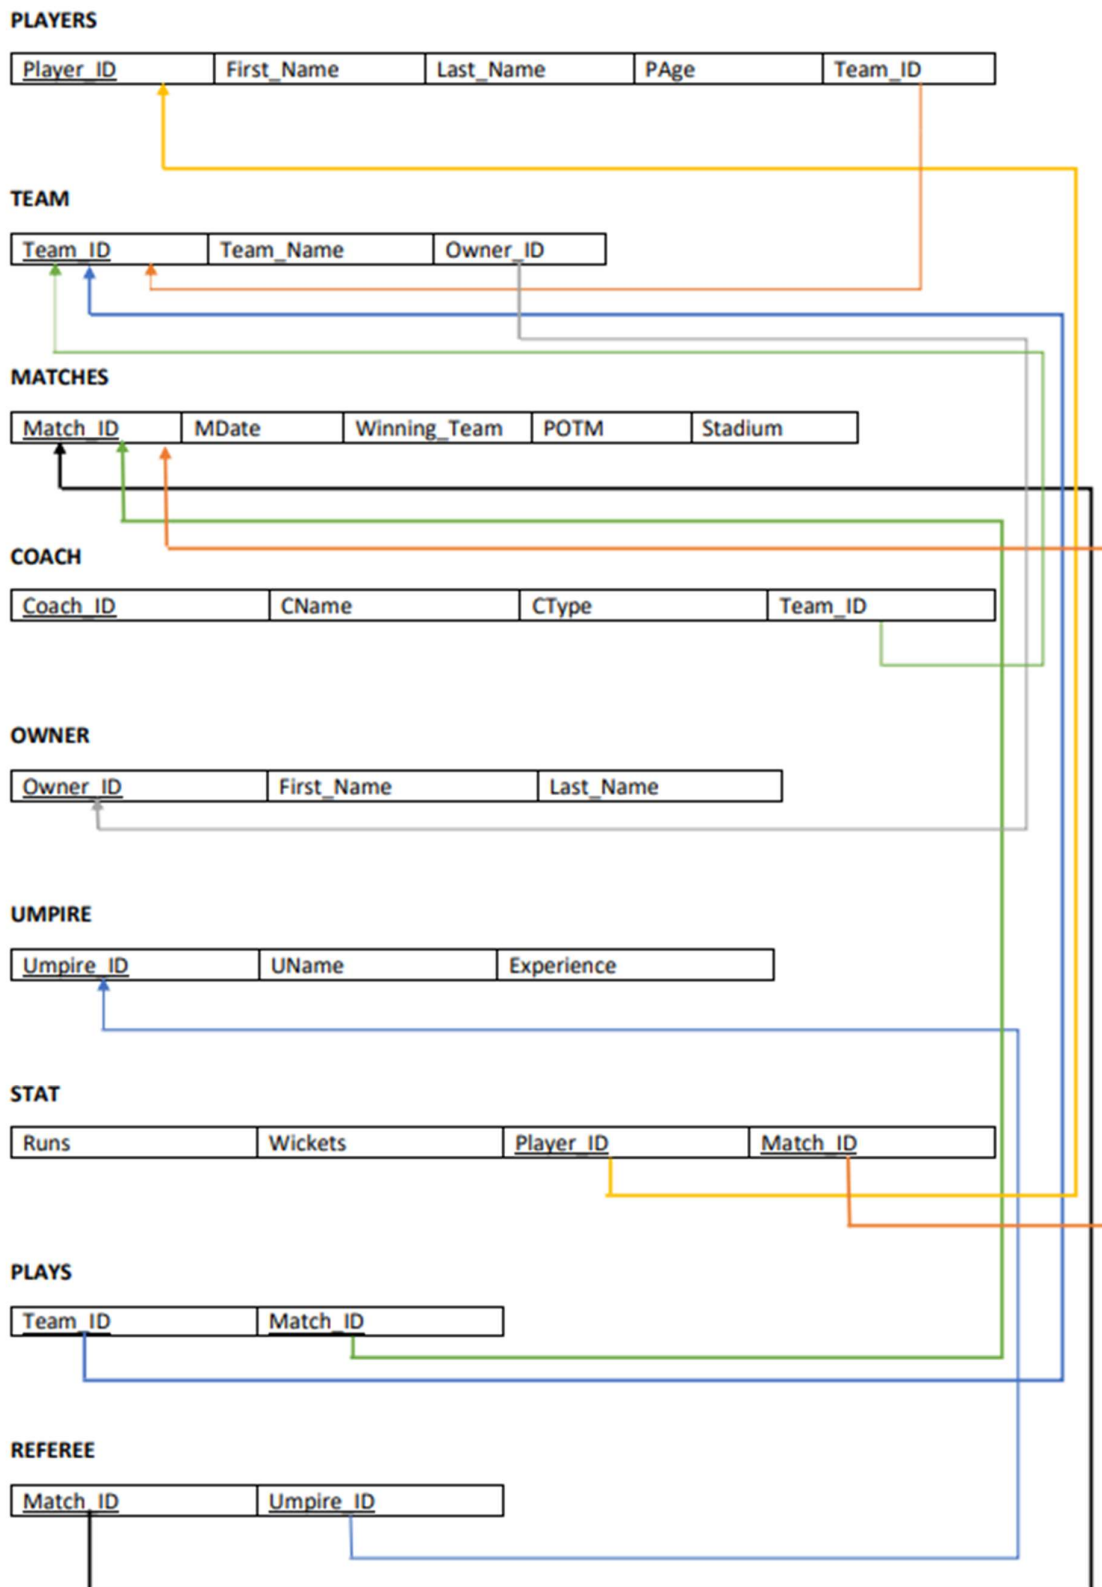 PLAYERS
Player_ID First_Name Last_Name PAge Team_ID
TEAM
Team_ID Team_Name Owner_ID
MATCHES
Match_ID MDate Winning_Team POTM Stadium
COACH
Coach_ID CName CType Team_ID
OWNER
Owner_ID First_Name Last_Name
UMPIRE
Umpire_ID UName Experience
STAT
Runs Wickets Player_ID Match_ID
PLAYS
Team_ID Match_ID
REFEREE
Match_ID Umpire_ID